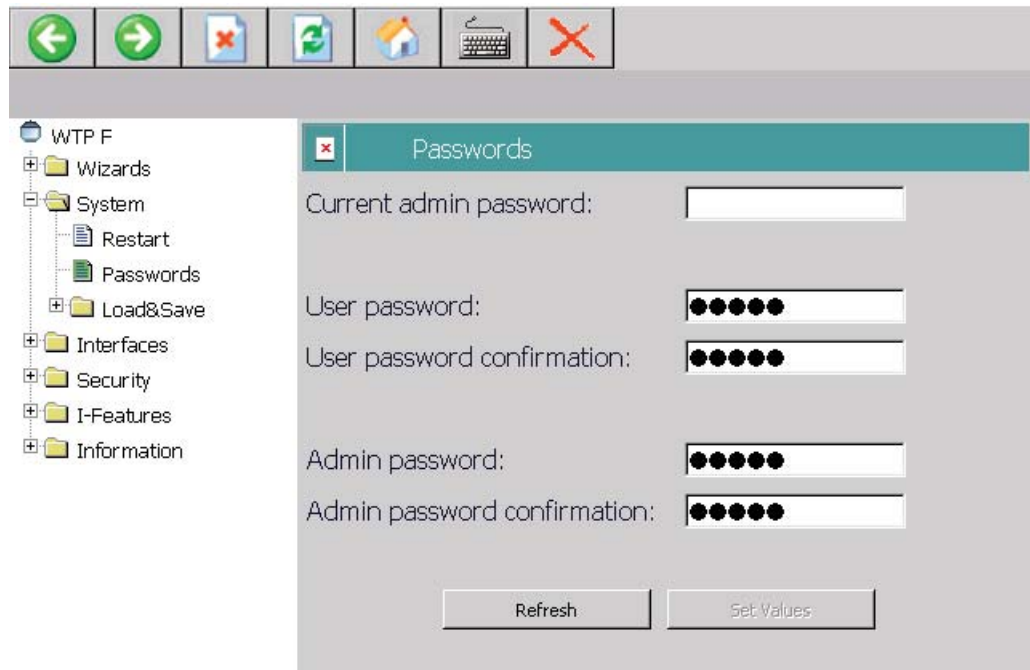 WTP F
Wizards
System
Restart
Passwords
Load&Save
Interfaces
Security
I-Features
Information
Passwords
Current admin password:
User password:
User password confirmation:
Admin password:
Admin password confirmation:
Refresh
Set Values